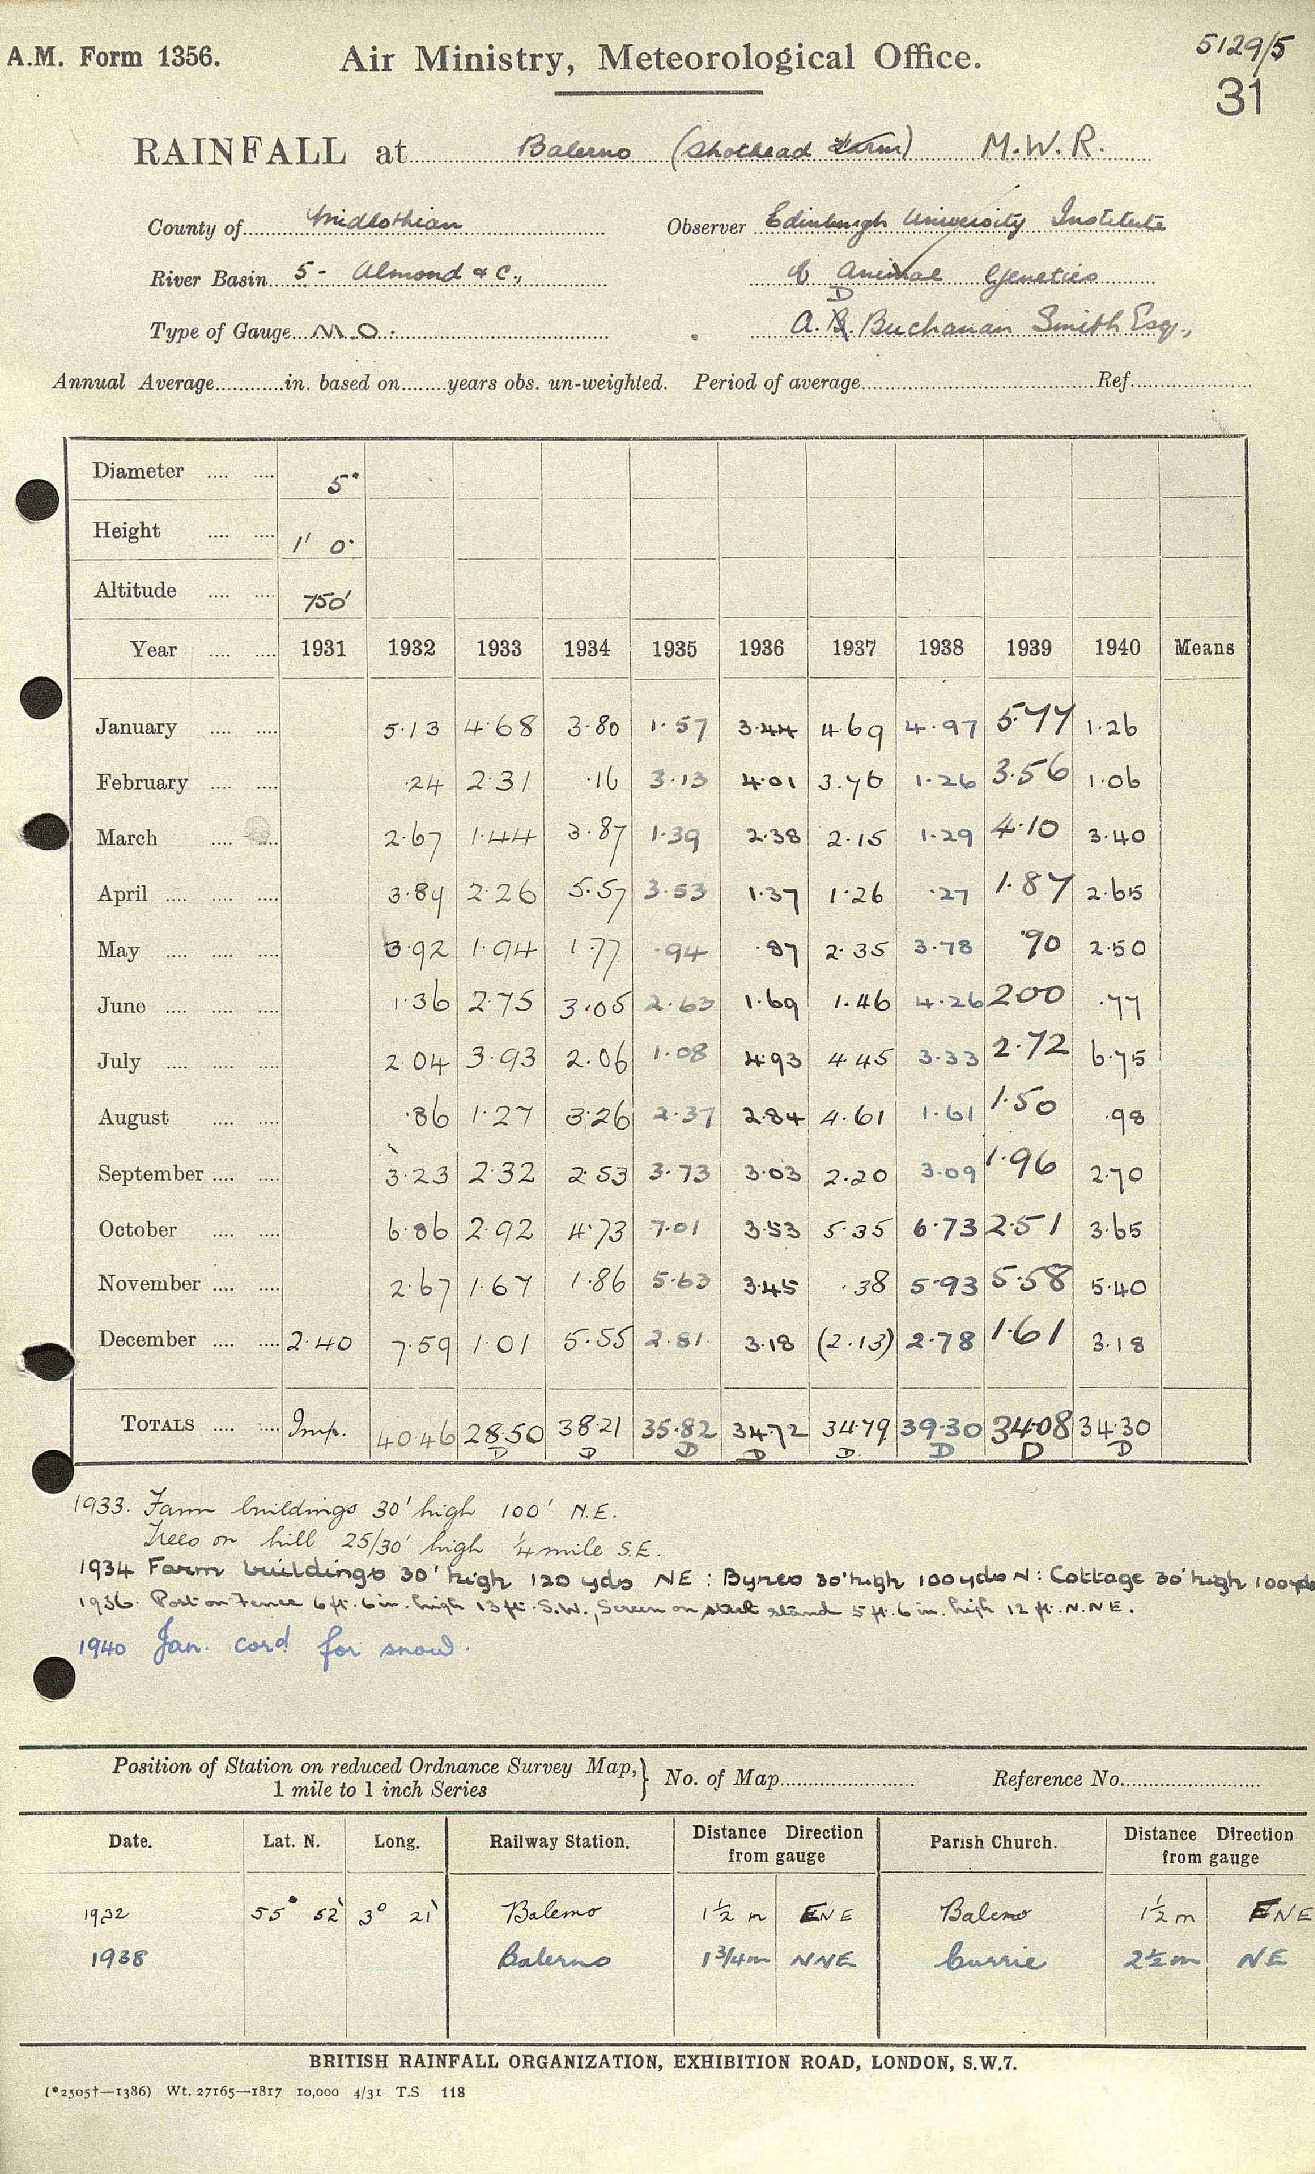 A.M. Form 1356. Air Ministry, Meteorological Office. 5129/5
31
RAINFALL at Balerno (Shothead Farm) M.W.R.
County of Midlothian Observer Edinburgh University Institute
River Basin 5 - Almond & C., of Animal Genetics
D
Type of Gauge M.O. A.B. Buchanan Smith Esq.,
Annual Average in. based on years obs. un-weighted. Period of average Ref.
Diameter 5"
Height 1' 0"
Altitude 750'
Year 1931 1932 1933 1934 1935 1936 1937 1938 1939 1940 Means
January 5.13 4.68 3.80 1.57 3.44 4.69 4.97 5.77 1.26
February .24 2.31 .16 3.13 4.01 3.76 1.26 3.56 1.06
March 2.67 1.44 3.87 1.39 2.38 2.15 1.29 4.10 3.40
April 3.89 2.26 5.57 3.53 1.37 1.26 .27 1.87 2.65
May 3.92 1.94 1.77 .94 .87 2.35 3.78 .90 2.50
June 1.36 2.75 3.05 2.63 1.69 1.46 4.26 2.00 .77
July 2.04 3.93 2.06 1.08 4.93 4.45 3.33 2.72 6.75
August .86 1.27 3.26 2.37 2.84 4.61 1.61 1.50 .98
September 3.23 2.32 2.53 3.73 3.03 2.20 3.09 1.96 2.70
October 6.86 2.92 4.73 7.01 3.53 5.35 6.73 2.51 3.65
November 2.67 1.67 1.86 5.63 3.45 .38 5.93 5.58 5.40
December 2.40 7.59 1.01 5.55 2.81 3.18 (2.13) 2.78 1.61 3.18
TOTALS Imp. 40.46 28.50 38.21 35.82 34.72 34.79 39.30 34.08 34.30
D D D D D D D D
1933. Farm buildings 30' high 100' N.E.
Trees on hill 25/30' high 1/4 mile S.E.
1934 Farm buildings 30' high 120 yds NE : Byres 30' high 100 yds N : Cottage 30' high 100 yds
1936. Post on Fence 6 ft. 6 in. high 13 ft. S.W., Screen on steel stand 5 ft. 6 in. high 12 ft. N.N.E.
1940 Jan. cord for snow.
Position of Station on reduced Ordnance Survey Map, } No. of Map Reference No.
1 mile to 1 inch Series
Date. Lat. N. Long. Railway Station. Distance Direction from gauge Parish Church. Distance Direction from gauge
1932 55° 52' 3° 21' Balerno 1½ m ENE Balerno 1½ m ENE
1938 Balerno 1¾ m NNE Currie 2½ m NE
BRITISH RAINFALL ORGANIZATION, EXHIBITION ROAD, LONDON, S.W.7.
(*2505†—1386) Wt. 27165—1817 10,000 4/31 T.S 118